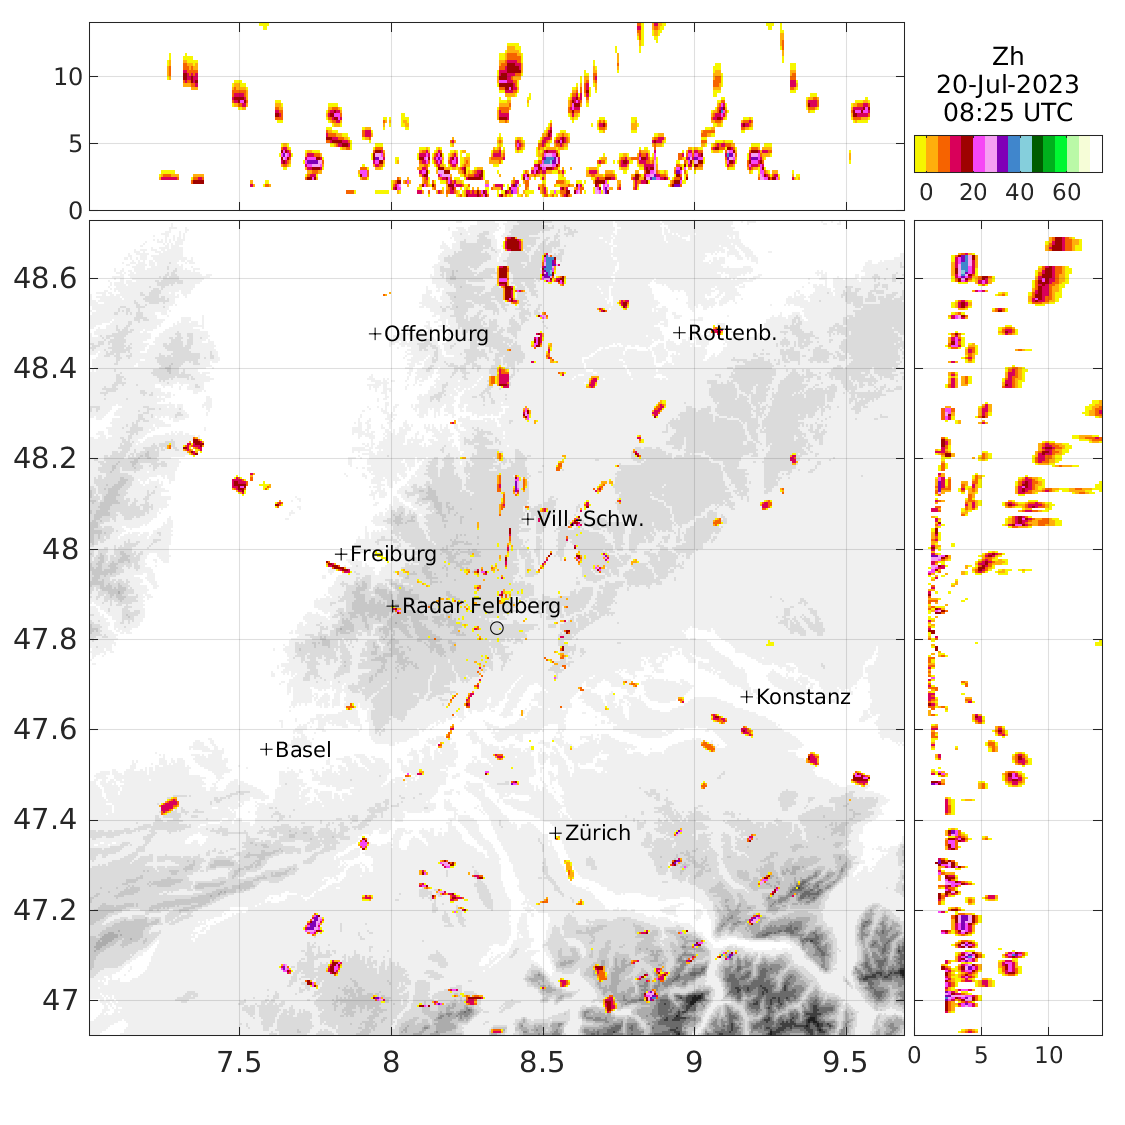 Zh
20-Jul-2023
08:25 UTC
0 20 40 60
10
5
0
48.6
48.4
48.2
48
47.8
47.6
47.4
47.2
47
Offenburg
Rottenb.
Vill.-Schw.
Freiburg
Radar Feldberg
Konstanz
Basel
Zürich
7.5 8 8.5 9 9.5
0 5 10